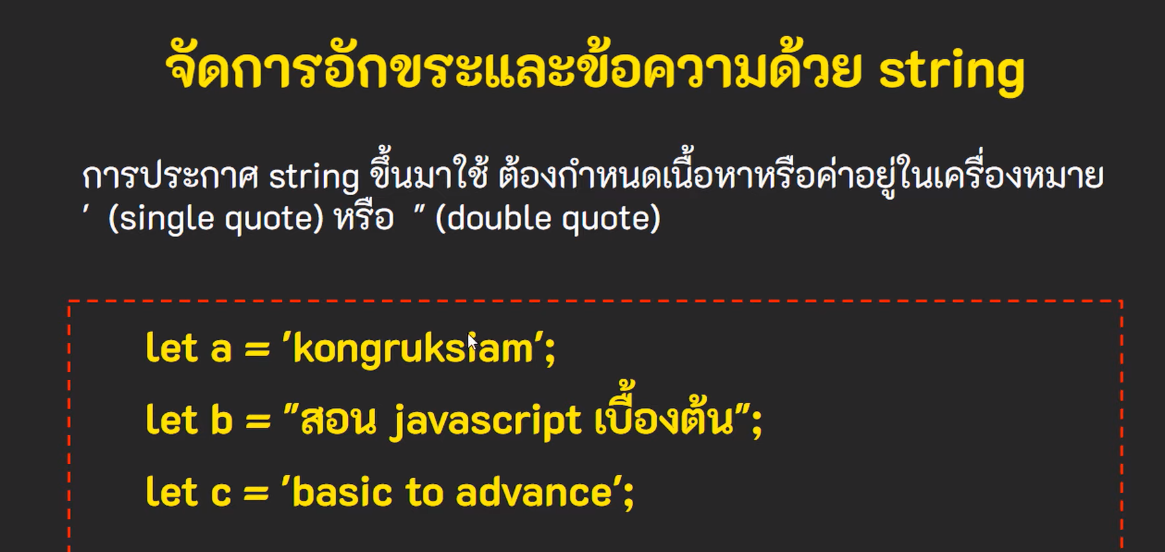 จัดการอักขระและข้อความด้วย string
การประกาศ string ขึ้นมาใช้ ต้องกำหนดเนื้อหาหรือค่าอยู่ในเครื่องหมาย
' (single quote) หรือ " (double quote)
let a = 'kongruksiam';
let b = "สอน javascript เบื้องต้น";
let c = 'basic to advance';